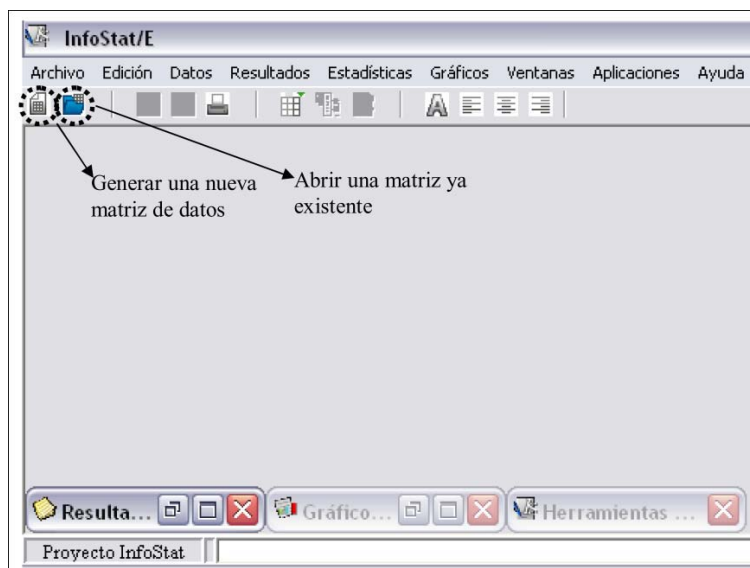 InfoStat/E
Archivo Edición Datos Resultados Estadísticas Gráficos Ventanas Aplicaciones Ayuda
Generar una nueva
matriz de datos
Abrir una matriz ya
existente
Resulta...
Gráfico...
Herramientas ...
Proyecto InfoStat